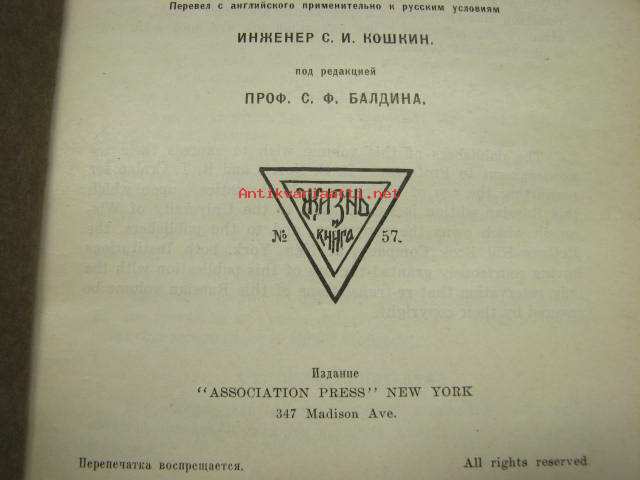 Перевел с английского применительно к русским условиям
ИНЖЕНЕР С. И. КОШКИН.
под редакцией
ПРОФ. С. Ф. БАЛДИНА.
Antikvariaatti.net
ЖИЗНЬ
и
КНИГА
№ 57.
Издание
"ASSOCIATION PRESS" NEW YORK
347 Madison Ave.
Перепечатка воспрещается.
All rights reserved.